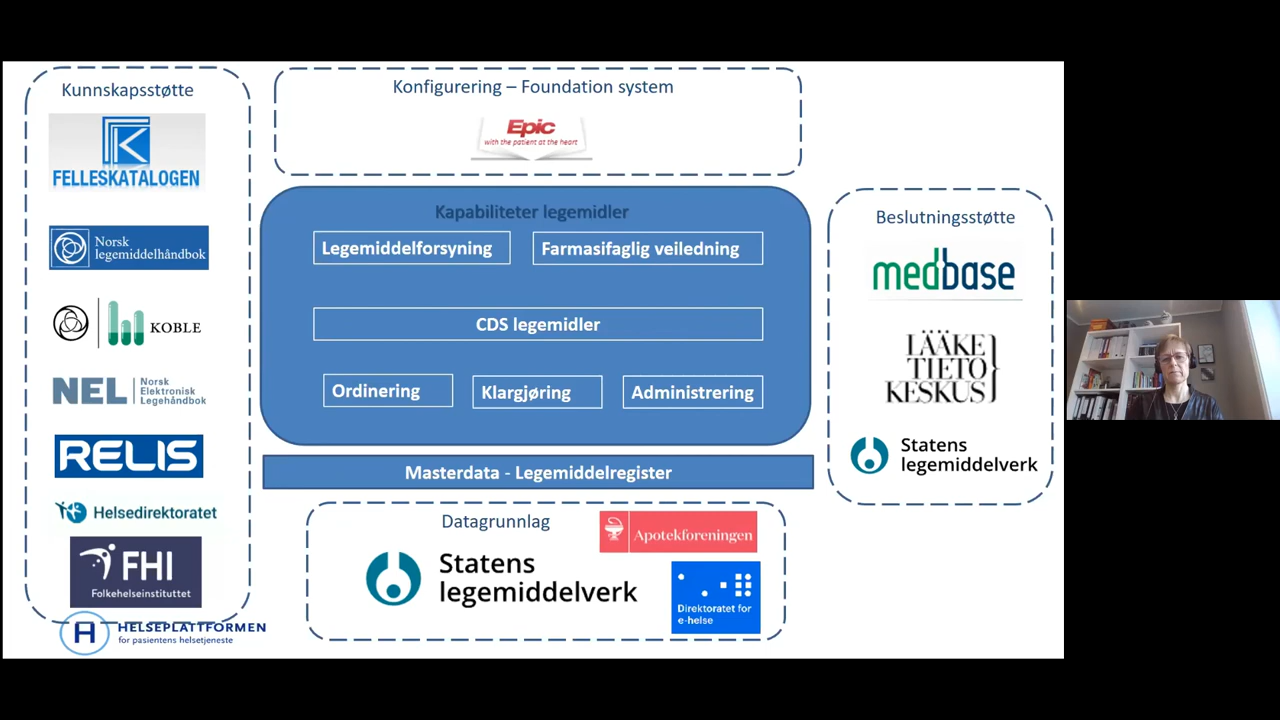 Kunnskapsstøtte
FELLESKATALOGEN
Norsk
legemiddelhåndbok
KOBLE
NEL
Norsk
Elektronisk
Legehåndbok
RELIS
Helsedirektoratet
FHI
Folkehelseinstituttet
HELSEPLATTFORMEN
for pasientens helsetjeneste
Konfigurering – Foundation system
Epic
with the patient at the heart
Kapabiliteter legemidler
Legemiddelforsyning
Farmasifaglig veiledning
CDS legemidler
Ordinering
Klargjøring
Administrering
Masterdata - Legemiddelregister
Datagrunnlag
Apotekforeningen
Statens
legemiddelverk
Direktoratet for
e-helse
Beslutningsstøtte
medbase
LÄÄKE
TIETO
KESKUS
Statens
legemiddelverk